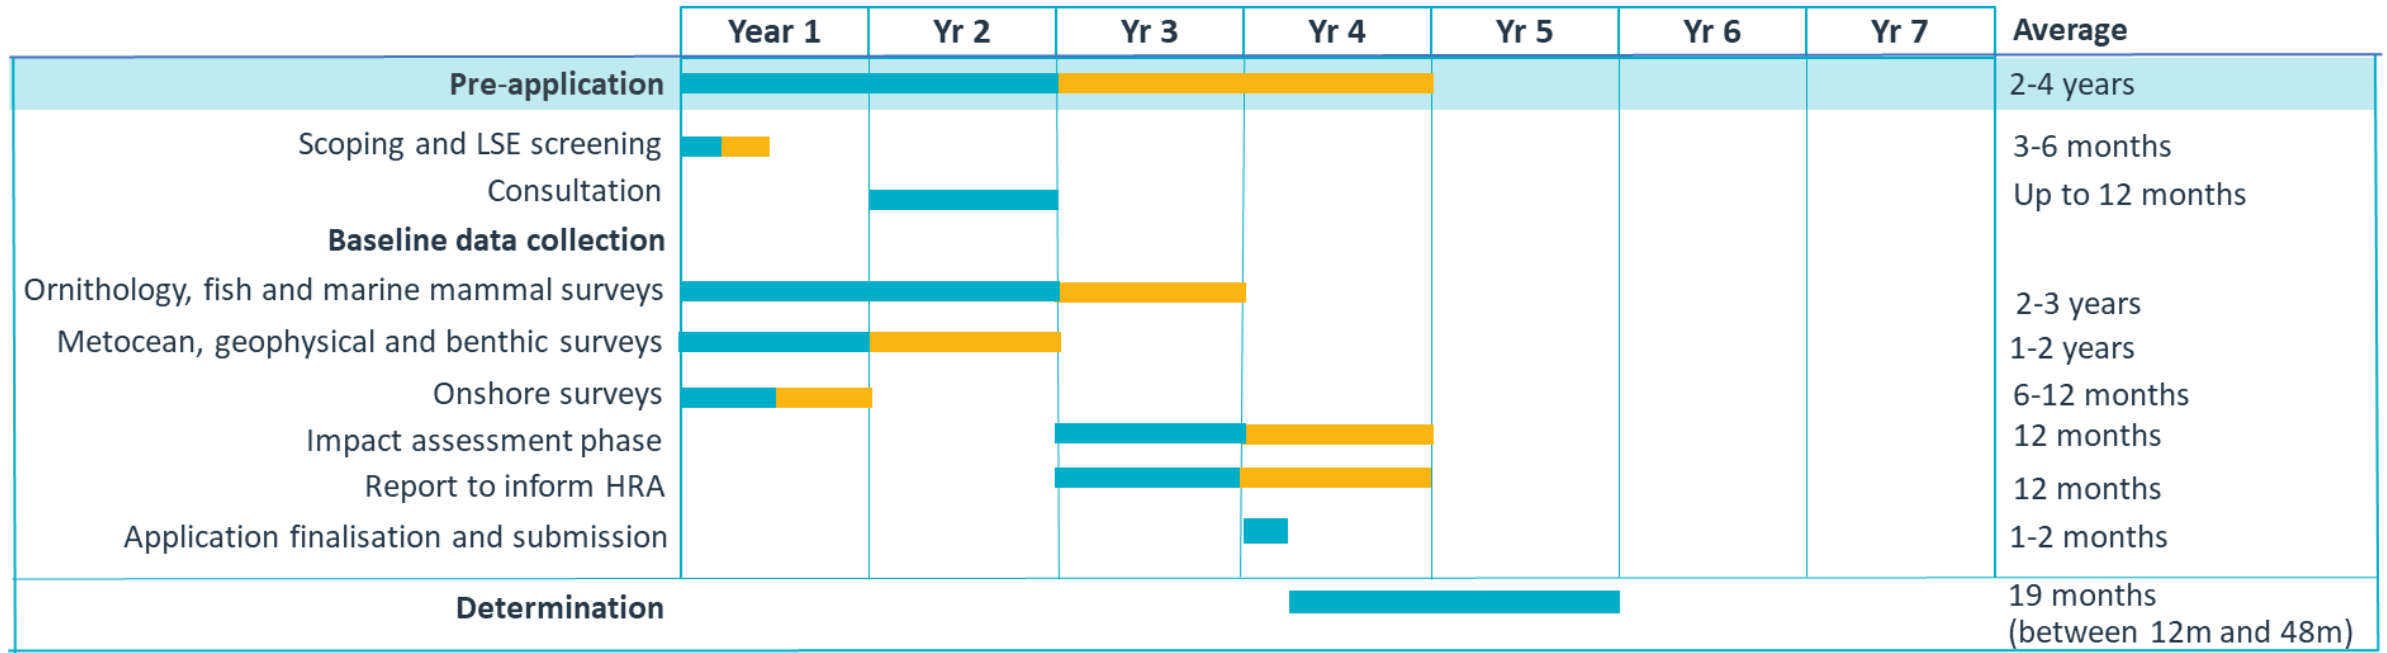 Year 1 Yr 2 Yr 3 Yr 4 Yr 5 Yr 6 Yr 7 Average
Pre-application 2-4 years
Scoping and LSE screening 3-6 months
Consultation Up to 12 months
Baseline data collection
Ornithology, fish and marine mammal surveys 2-3 years
Metocean, geophysical and benthic surveys 1-2 years
Onshore surveys 6-12 months
Impact assessment phase 12 months
Report to inform HRA 12 months
Application finalisation and submission 1-2 months
Determination 19 months
(between 12m and 48m)